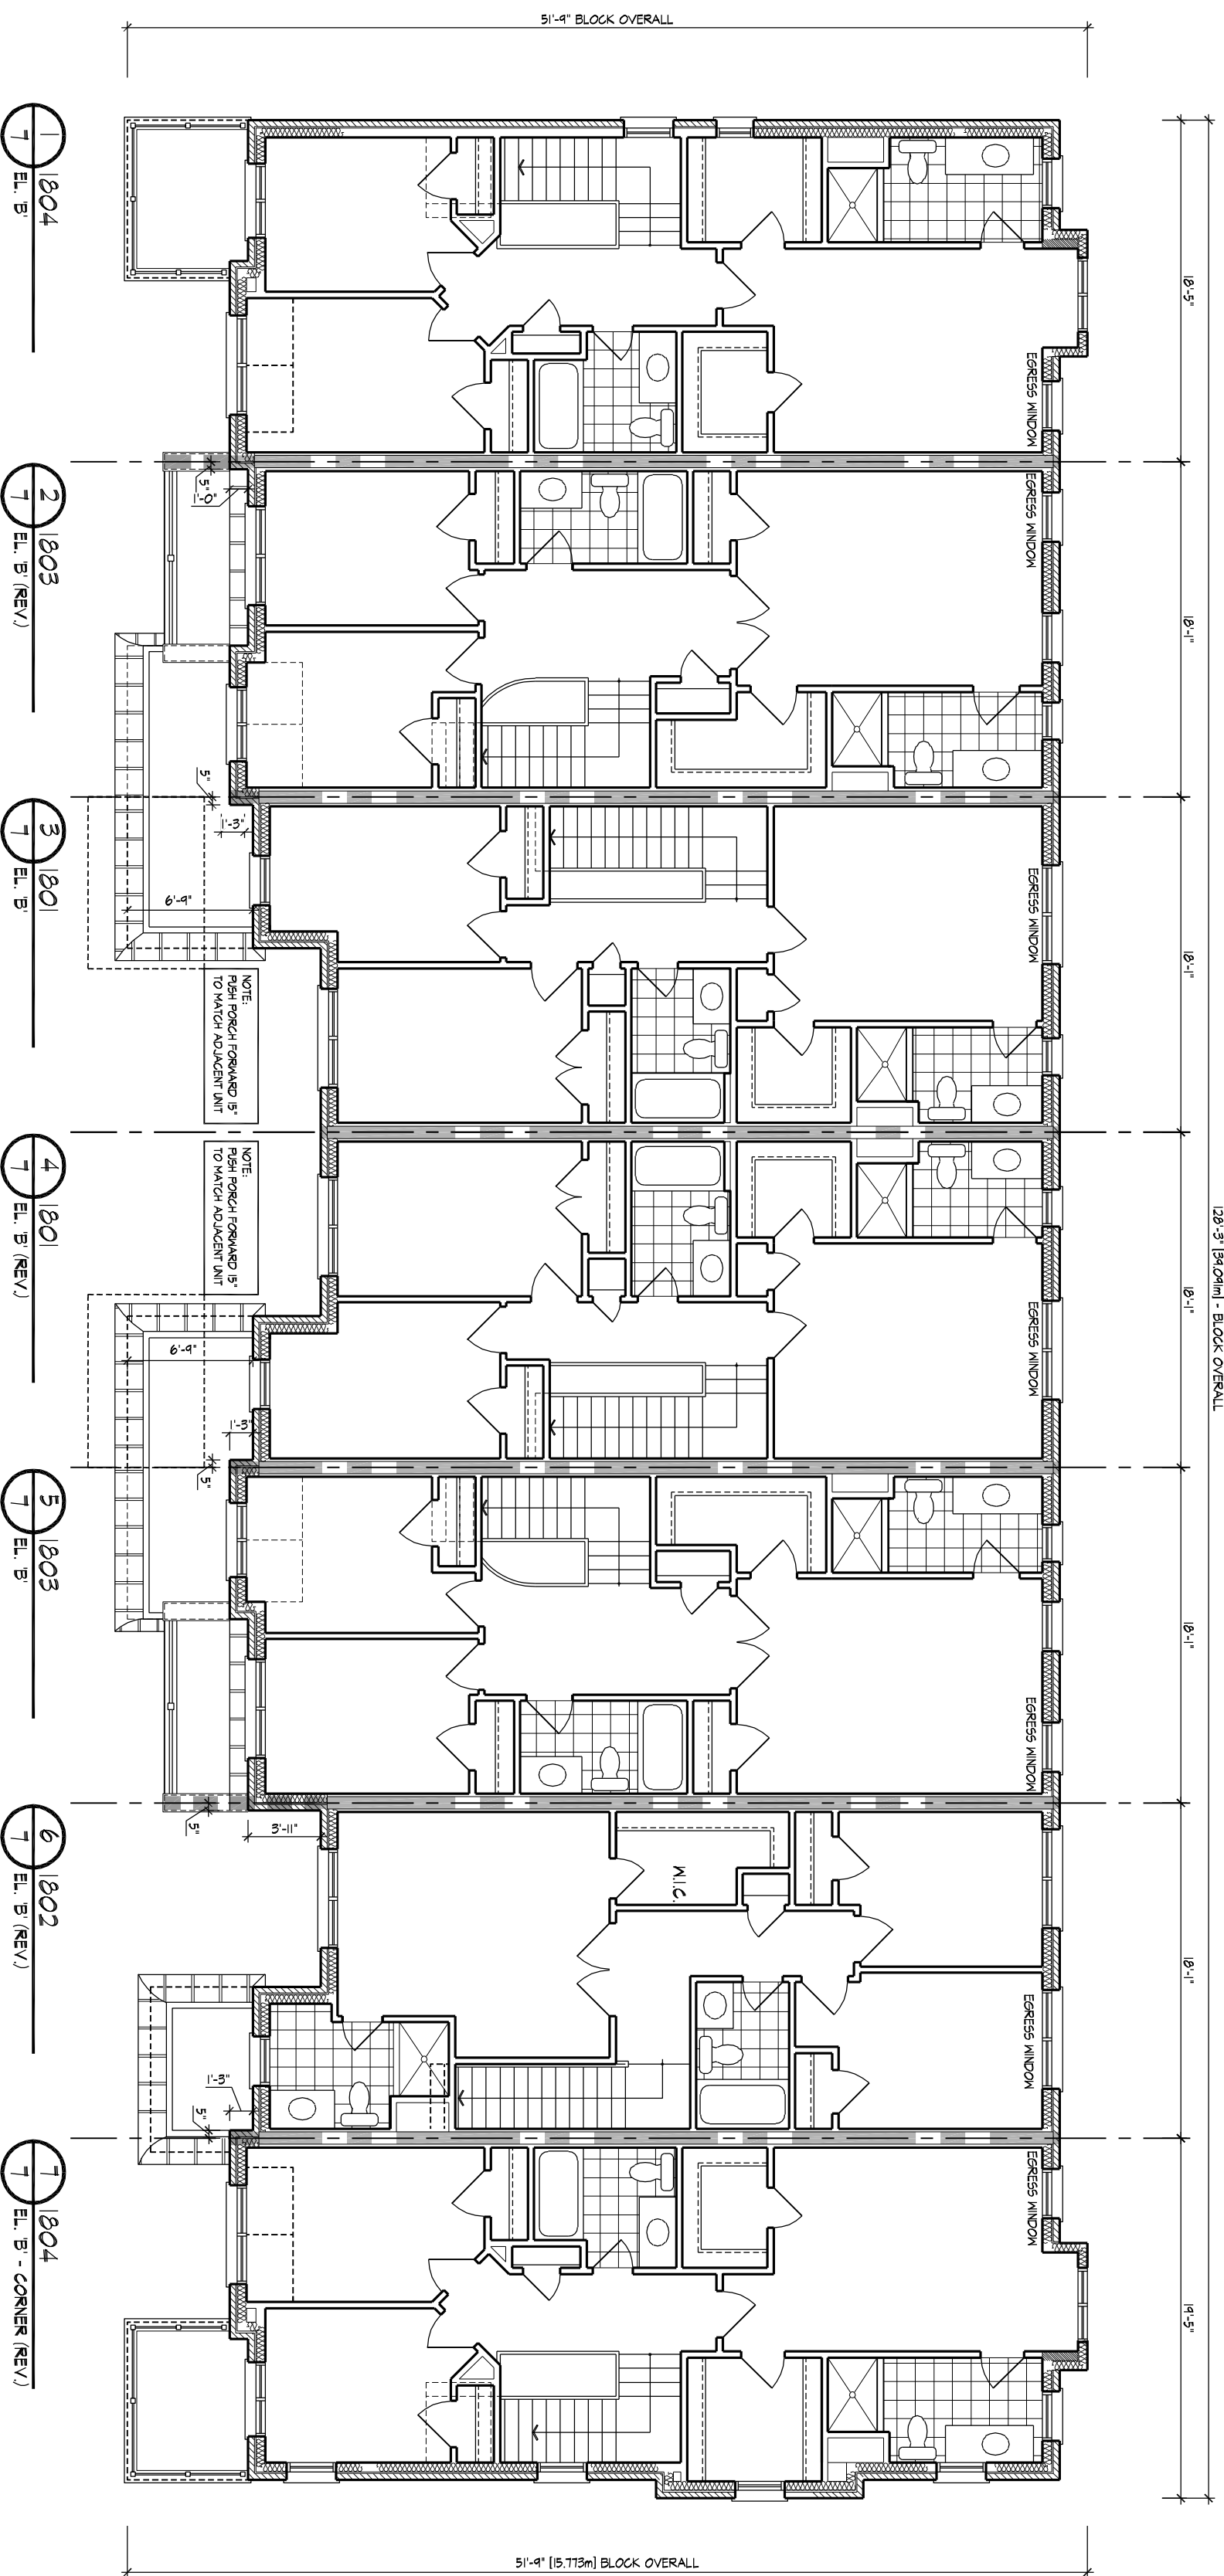 51'-9" BLOCK OVERALL
1
7
1804
EL. 'B'
18'-5"
EGRESS WINDOW
5"
1'-0"
2
7
1803
EL. 'B' (REV.)
EGRESS WINDOW
18'-1"
5"
1'-3"
6'-9"
3
7
1801
EL. 'B'
EGRESS WINDOW
18'-1"
NOTE:
PUSH PORCH FORWARD 15"
TO MATCH ADJACENT UNIT
4
7
1801
EL. 'B' (REV.)
NOTE:
PUSH PORCH FORWARD 15"
TO MATCH ADJACENT UNIT
EGRESS WINDOW
18'-1"
128'-3" [39.091m] - BLOCK OVERALL
6'-9"
1'-3"
5"
5
7
1803
EL. 'B'
EGRESS WINDOW
18'-1"
5"
3'-11"
6
7
1802
EL. 'B' (REV.)
W.I.C.
EGRESS WINDOW
18'-1"
1'-3"
5"
7
7
1804
EL. 'B' - CORNER (REV.)
EGRESS WINDOW
19'-5"
51'-9" [15.773m] BLOCK OVERALL